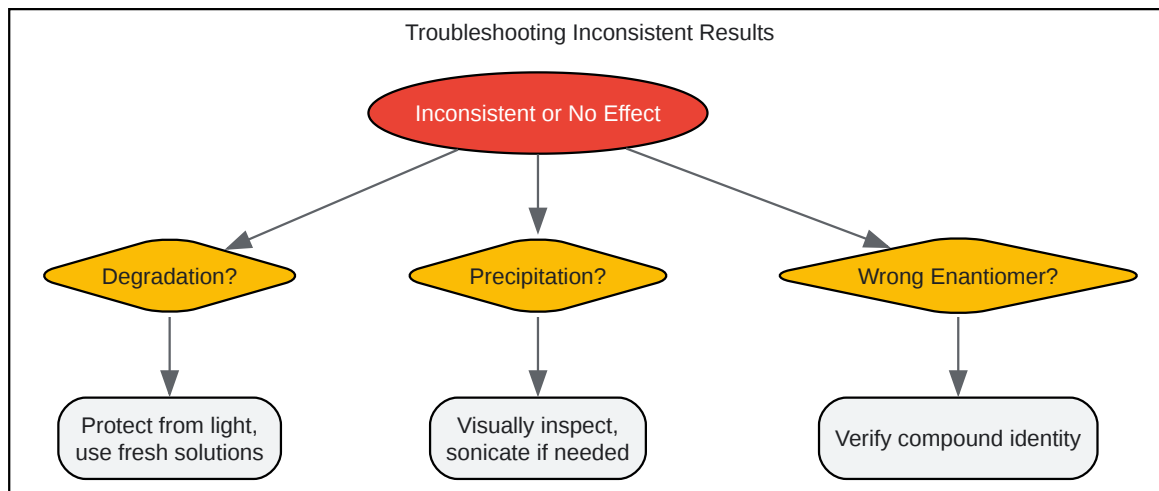 Troubleshooting Inconsistent Results
Inconsistent or No Effect
Degradation?
Precipitation?
Wrong Enantiomer?
Protect from light,
use fresh solutions
Visually inspect,
sonicate if needed
Verify compound identity